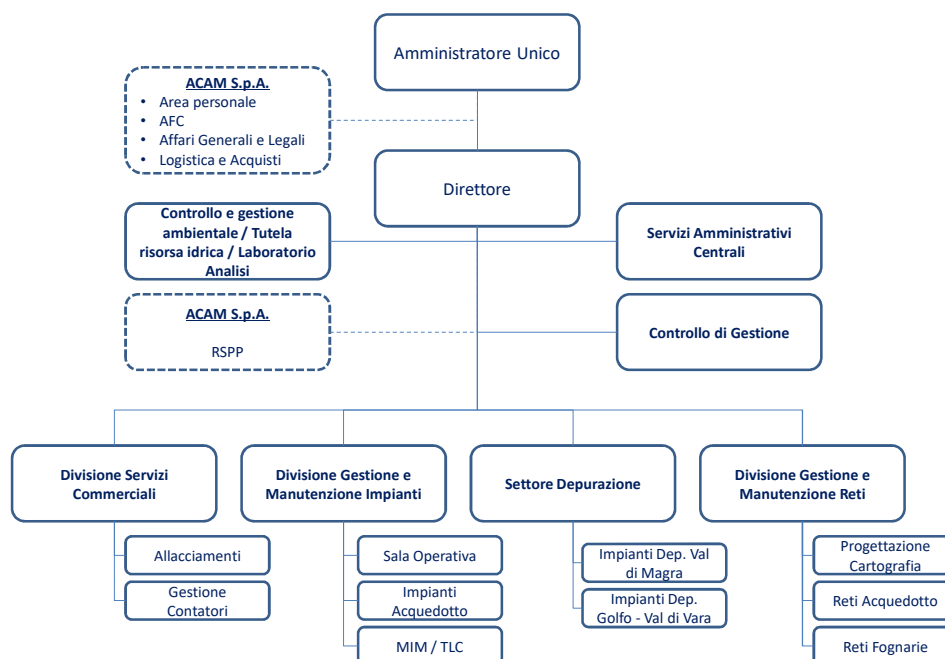 Amministratore Unico
ACAM S.p.A.
• Area personale
• AFC
• Affari Generali e Legali
• Logistica e Acquisti
Direttore
Controllo e gestione
ambientale / Tutela
risorsa idrica / Laboratorio
Analisi
Servizi Amministrativi
Centrali
ACAM S.p.A.
RSPP
Controllo di Gestione
Divisione Servizi
Commerciali
Divisione Gestione e
Manutenzione Impianti
Settore Depurazione
Divisione Gestione e
Manutenzione Reti
Allacciamenti
Gestione
Contatori
Sala Operativa
Impianti
Acquedotto
MIM / TLC
Impianti Dep. Val
di Magra
Impianti Dep.
Golfo - Val di Vara
Progettazione
Cartografia
Reti Acquedotto
Reti Fognarie